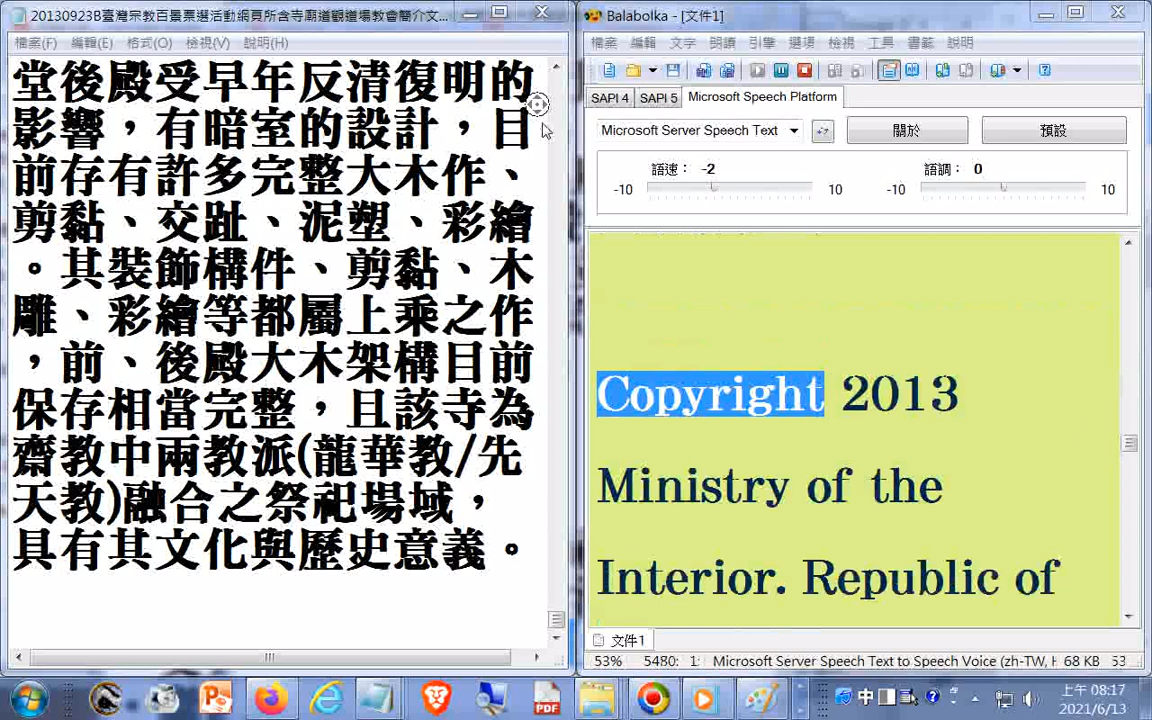 20130923B臺灣宗教百景票選活動網頁所含寺廟道觀道場教會簡介文...
檔案(F) 編輯(E) 格式(O) 檢視(V) 說明(H)
堂後殿受早年反清復明的
影響，有暗室的設計，目
前存有許多完整大木作、
剪黏、交趾、泥塑、彩繪
。其裝飾構件、剪黏、木
雕、彩繪等都屬上乘之作
，前、後殿大木架構目前
保存相當完整，且該寺為
齋教中兩教派(龍華教/先
天教)融合之祭祀場域，
具有其文化與歷史意義。
Balabolka - [文件1]
檔案 編輯 文字 朗讀 引擎 選項 檢視 工具 書籤 說明
SAPI 4 SAPI 5 Microsoft Speech Platform
Microsoft Server Speech Text 關於 預設
語速： -2 語調： 0
-10 10 -10 10
Copyright 2013
Ministry of the
Interior. Republic of
文件1
53% 5480: 1: Microsoft Server Speech Text to Speech Voice (zh-TW, H 68 KB 53
PDF 中 上午 08:17
2021/6/13